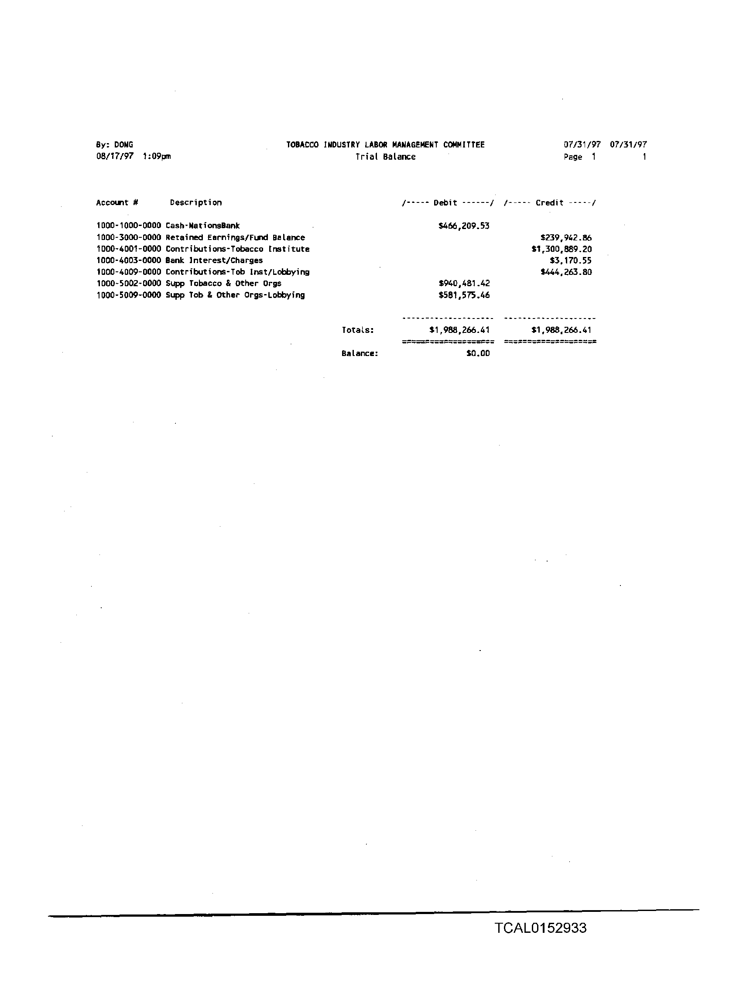 By: DONG TOBACCO INDUSTRY LABOR MANAGEMENT COMMITTEE 07/31/97 07/31/97
08/17/97 1:09pm Trial Balance Page 1 1
Account # Description /----- Debit ------/ /----- Credit -----/
1000-1000-0000 Cash-NationsBank $466,209.53
1000-3000-0000 Retained Earnings/Fund Balance $239,942.86
1000-4001-0000 Contributions-Tobacco Institute $1,300,889.20
1000-4003-0000 Bank Interest/Charges $3,170.55
1000-4009-0000 Contributions-Tob Inst/Lobbying $444,263.80
1000-5002-0000 Supp Tobacco & Other Orgs $940,481.42
1000-5009-0000 Supp Tob & Other Orgs-Lobbying $581,575.46
Totals: $1,988,266.41 $1,988,266.41
Balance: $0.00
TCAL0152933